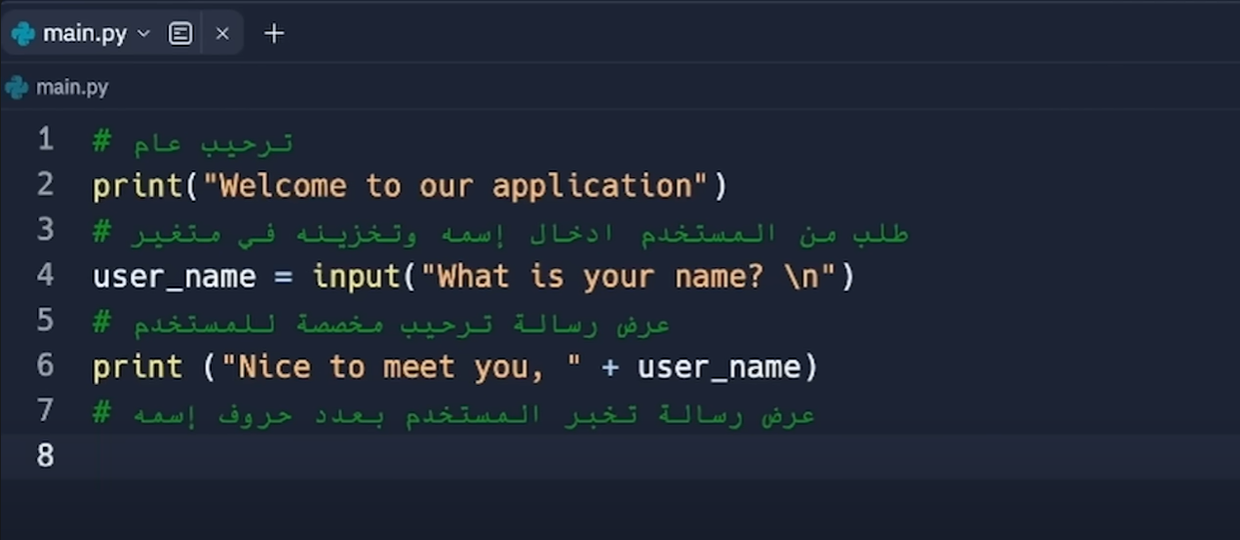 main.py
main.py
1 # ترحيب عام
2 print("Welcome to our application")
3 # طلب من المستخدم ادخال إسمه وتخزينه في متغير
4 user_name = input("What is your name? \n")
5 # عرض رسالة ترحيب مخصصة للمستخدم
6 print ("Nice to meet you, " + user_name)
7 # عرض رسالة تخبر المستخدم بعدد حروف إسمه
8